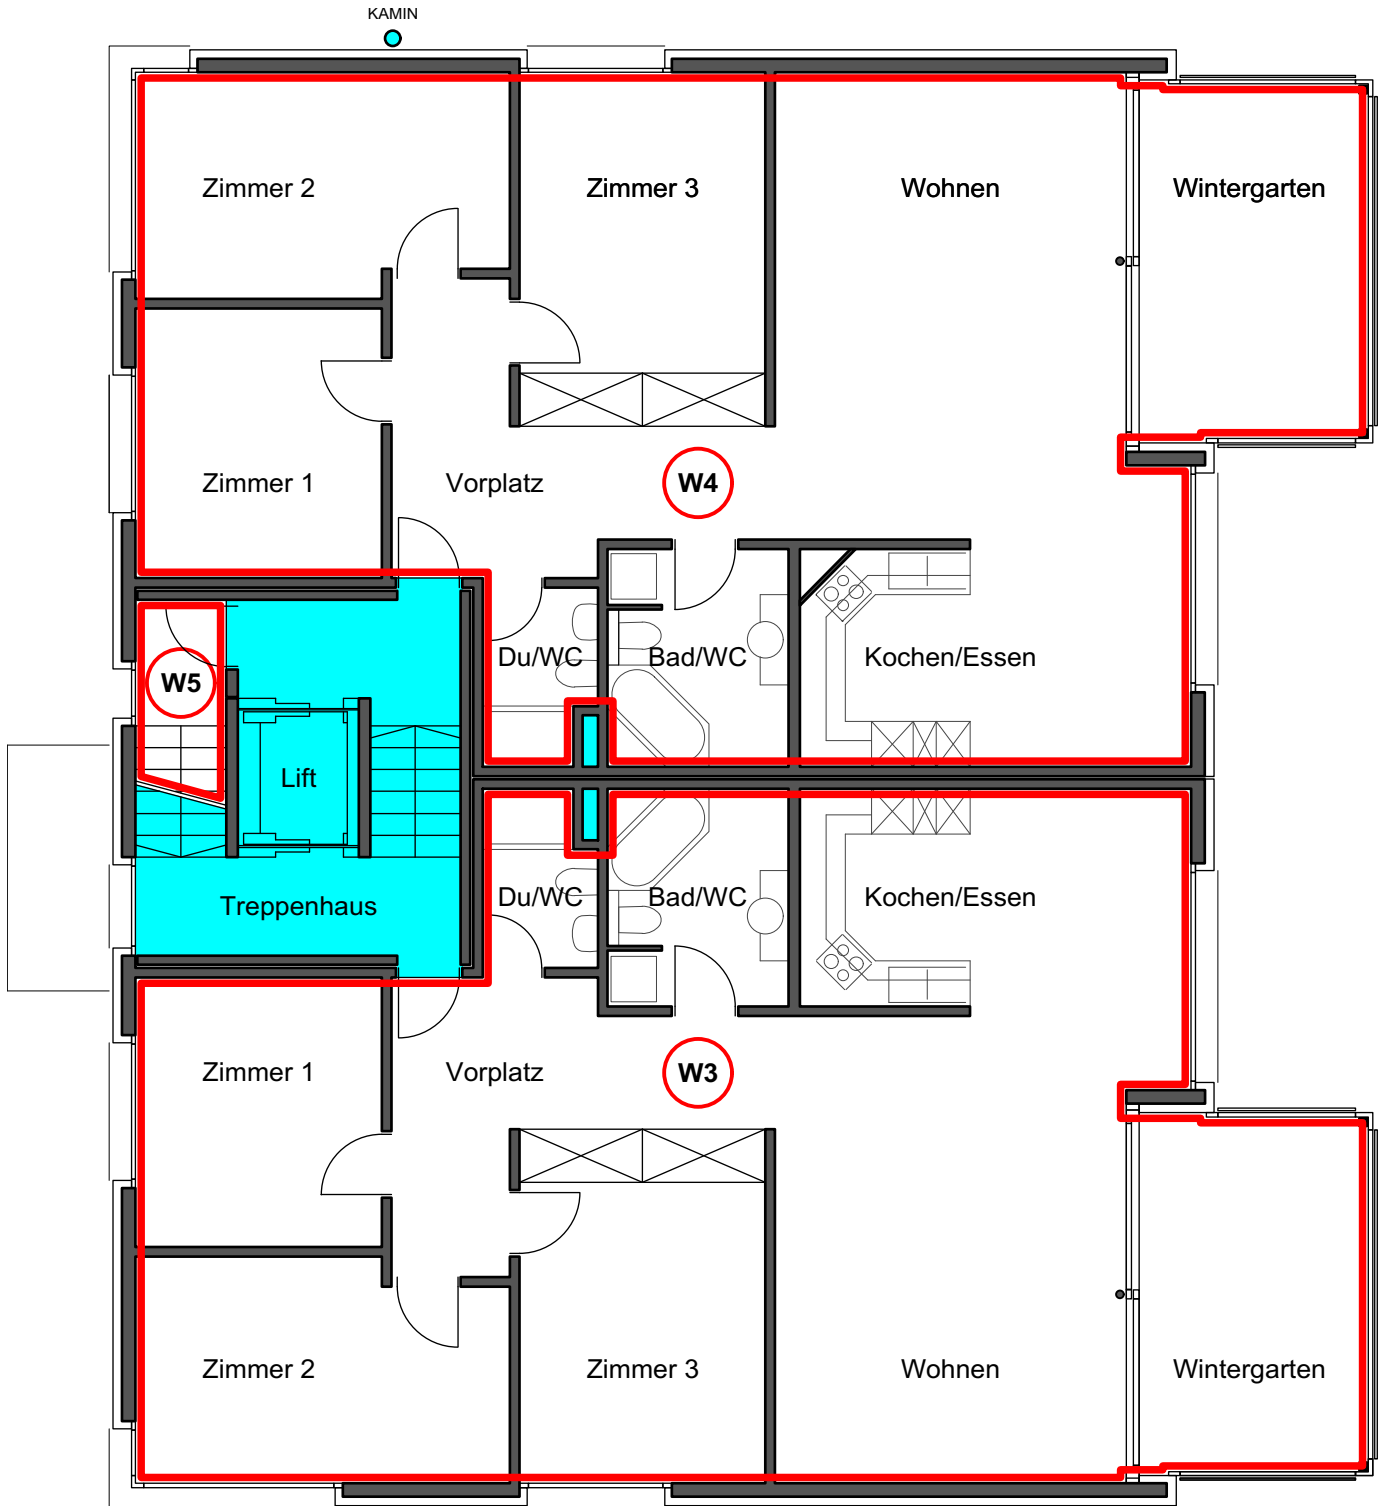 KAMIN
Zimmer 2
Zimmer 3
Wohnen
Wintergarten
Zimmer 1
Vorplatz
W4
W5
Du/WC
Bad/WC
Kochen/Essen
Lift
Treppenhaus
Du/WC
Bad/WC
Kochen/Essen
Zimmer 1
Vorplatz
W3
Zimmer 2
Zimmer 3
Wohnen
Wintergarten